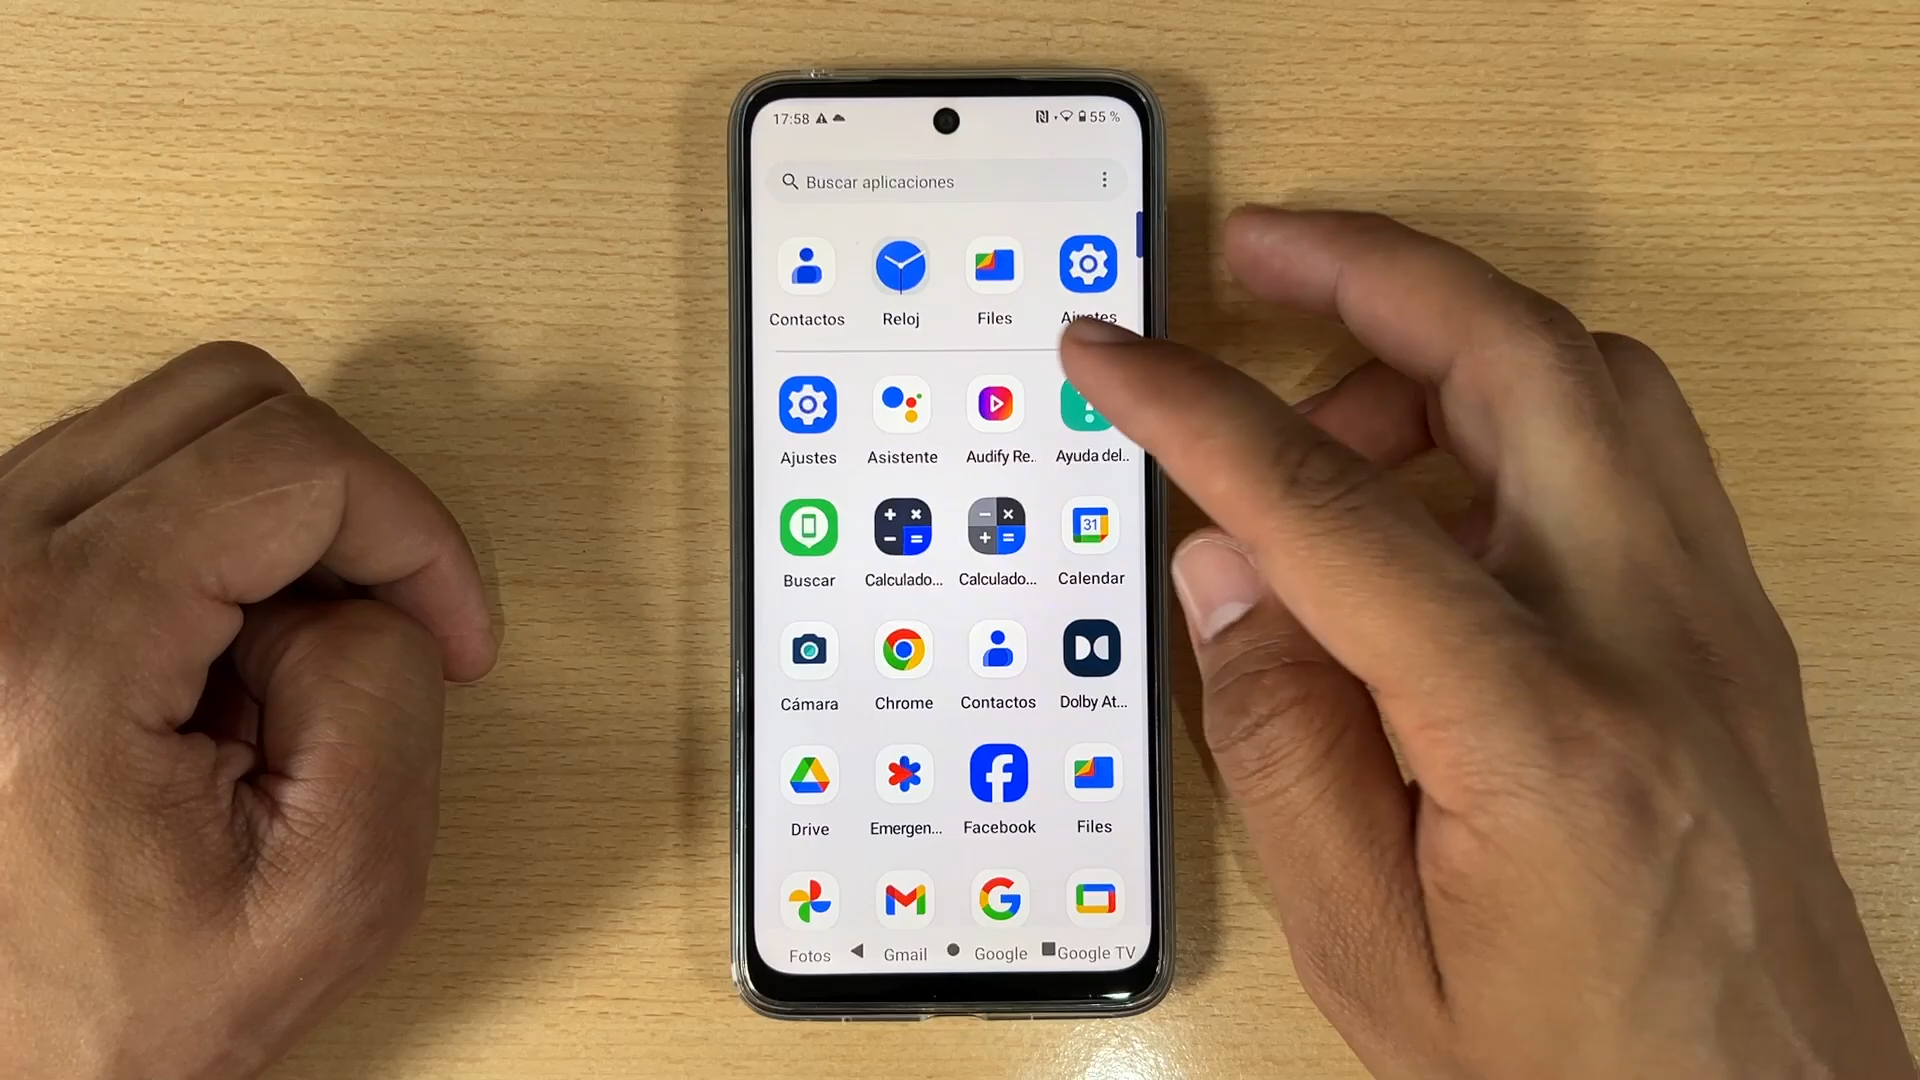 17:58 55 %
Buscar aplicaciones
Contactos Reloj Files Ajustes
Ajustes Asistente Audify Re.. Ayuda del..
31
Buscar Calculado... Calculado... Calendar
Cámara Chrome Contactos Dolby At...
Drive Emergen... Facebook Files
Fotos Gmail Google Google TV